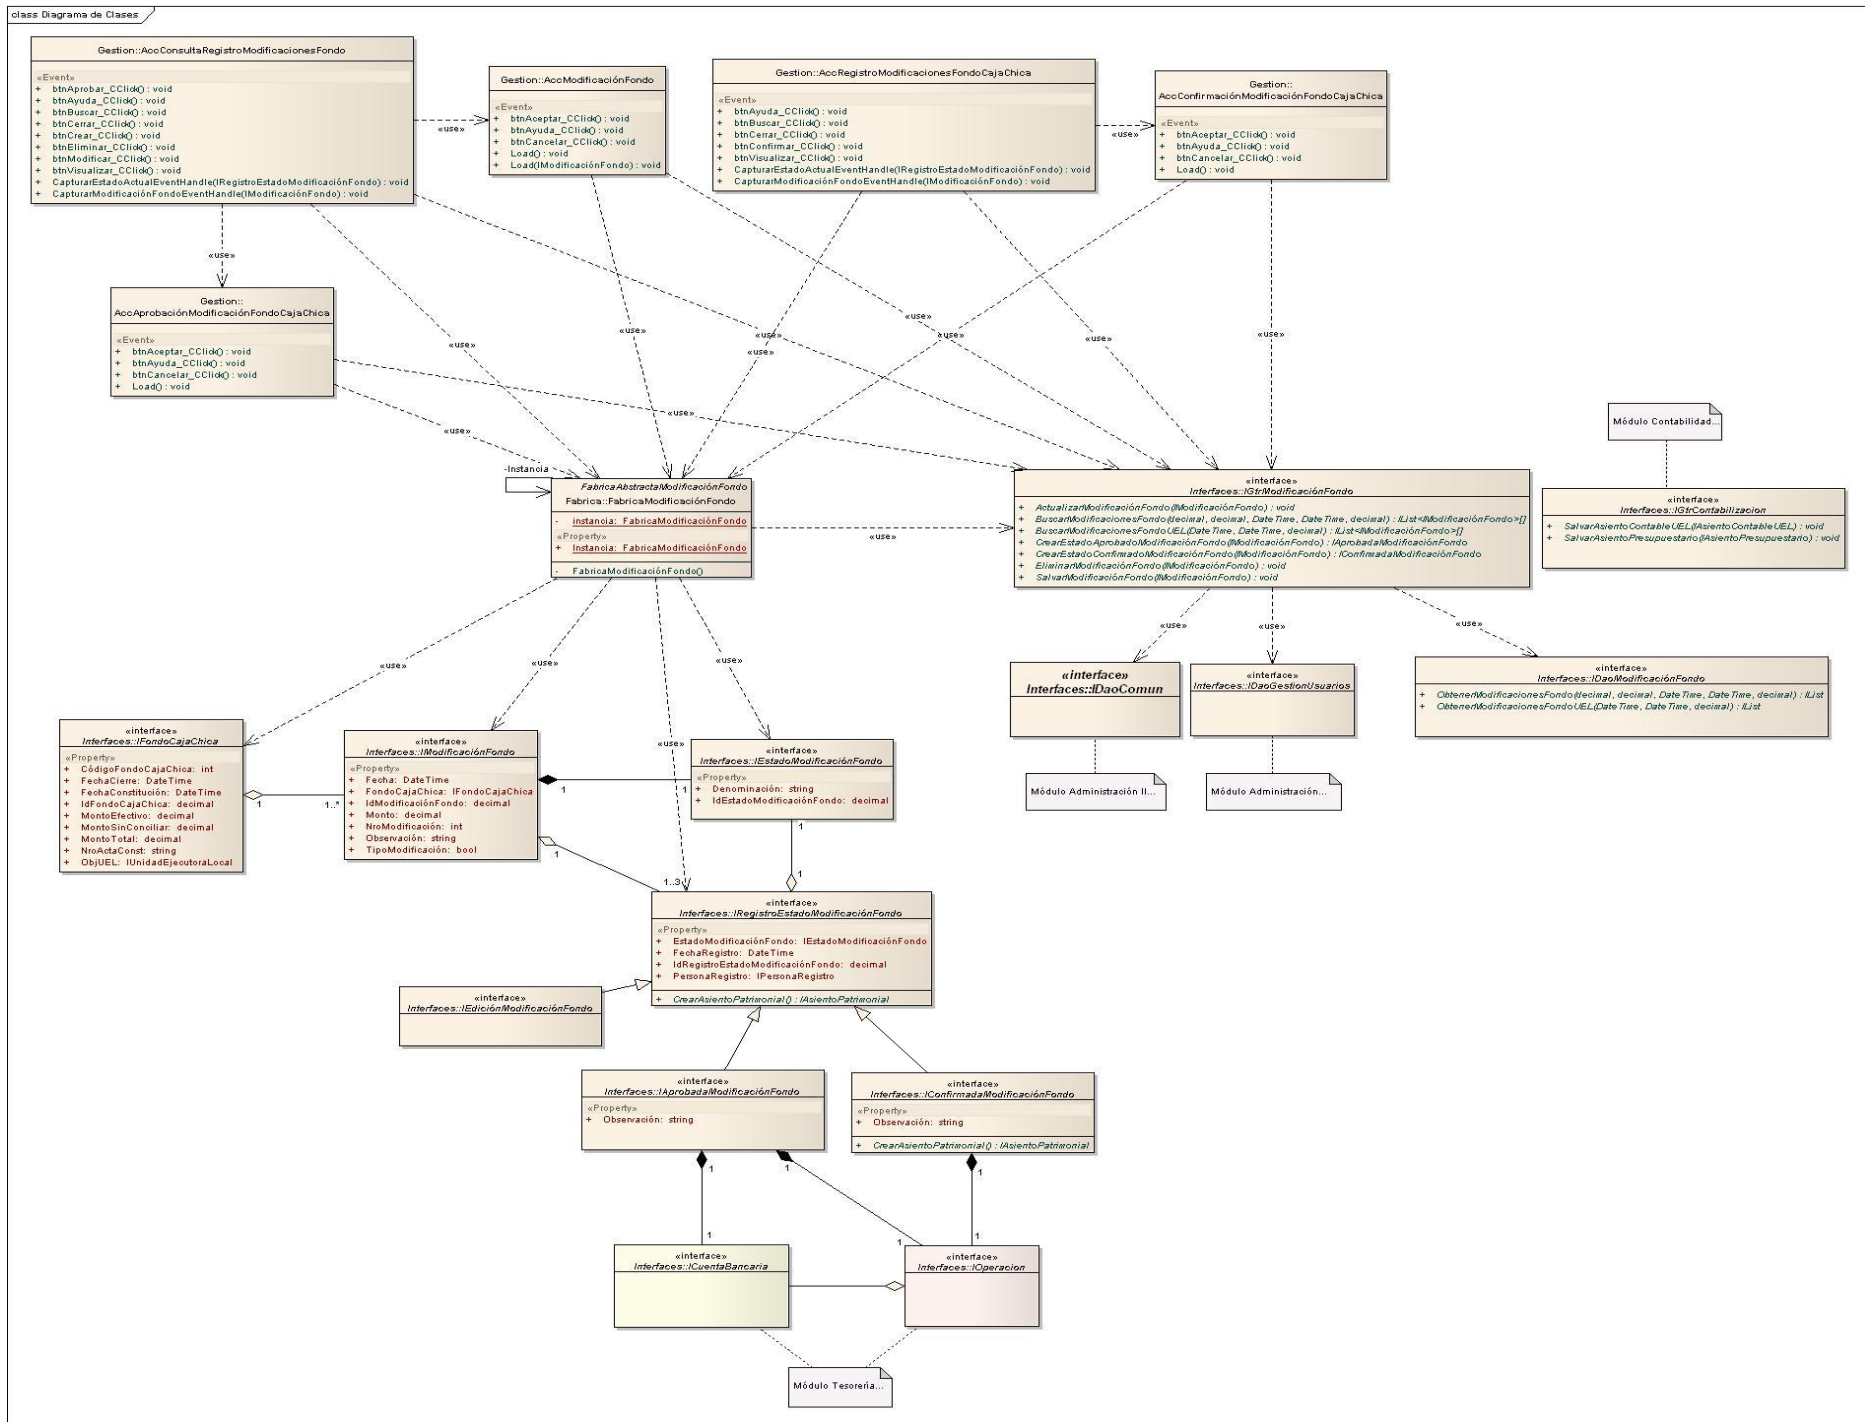 class Diagrama de Clases
Gestion::AccConsultaRegistroModificacionesFondo
«Event»
+ btnAprobar_CClick() : void
+ btnAyuda_CClick() : void
+ btnBuscar_CClick() : void
+ btnCerrar_CClick() : void
+ btnCrear_CClick() : void
+ btnEliminar_CClick() : void
+ btnModificar_CClick() : void
+ btnVisualizar_CClick() : void
+ CapturarEstadoActualEventHandle(IRegistroEstadoModificaciónFondo) : void
+ CapturarModificaciónFondoEventHandle(IModificaciónFondo) : void
«use»
Gestion::AccModificaciónFondo
«Event»
+ btnAceptar_CClick() : void
+ btnAyuda_CClick() : void
+ btnCancelar_CClick() : void
+ Load() : void
+ Load(IModificaciónFondo) : void
Gestion::AccRegistroModificacionesFondoCajaChica
«Event»
+ btnAyuda_CClick() : void
+ btnBuscar_CClick() : void
+ btnCerrar_CClick() : void
+ btnConfirmar_CClick() : void
+ btnVisualizar_CClick() : void
+ CapturarEstadoActualEventHandle(IRegistroEstadoModificaciónFondo) : void
+ CapturarModificaciónFondoEventHandle(IModificaciónFondo) : void
«use»
Gestion::
AccConfirmaciónModificaciónFondoCajaChica
«Event»
+ btnAceptar_CClick() : void
+ btnAyuda_CClick() : void
+ btnCancelar_CClick() : void
+ Load() : void
«use»
Gestion::
AccAprobaciónModificaciónFondoCajaChica
«Event»
+ btnAceptar_CClick() : void
+ btnAyuda_CClick() : void
+ btnCancelar_CClick() : void
+ Load() : void
«use»
«use»
«use»
«use»
«use»
«use»
«use»
«use»
«use»
«use»
«use»
-Instancia
FabricaAbstractaModificaciónFondo
Fabrica::FabricaModificaciónFondo
- instancia: FabricaModificaciónFondo
«Property»
+ Instancia: FabricaModificaciónFondo
- FabricaModificaciónFondo()
«use»
«interface»
Interfaces::IGtrModificaciónFondo
+ ActualizarModificaciónFondo(IModificaciónFondo) : void
+ BuscarModificacionesFondo(decimal, decimal, DateTime, DateTime, decimal) : IList<IModificaciónFondo>[]
+ BuscarModificacionesFondoUEL(DateTime, DateTime, decimal) : IList<IModificaciónFondo>[]
+ CrearEstadoAprobadoModificaciónFondo(IModificaciónFondo) : IAprobadaModificaciónFondo
+ CrearEstadoConfirmadoModificaciónFondo(IModificaciónFondo) : IConfirmadaModificaciónFondo
+ EliminarModificaciónFondo(IModificaciónFondo) : void
+ SalvarModificaciónFondo(IModificaciónFondo) : void
Módulo Contabilidad...
«interface»
Interfaces::IGtrContabilizacion
+ SalvarAsientoContableUEL(IAsientoContableUEL) : void
+ SalvarAsientoPresupuestario(IAsientoPresupuestario) : void
«use»
«use»
«use»
«use»
«use»
«use»
«use»
«interface»
Interfaces::IDaoComun
«interface»
Interfaces::IDaoGestionUsuarios
«interface»
Interfaces::IDaoModificaciónFondo
+ ObtenerModificacionesFondo(decimal, decimal, DateTime, DateTime, decimal) : IList
+ ObtenerModificacionesFondoUEL(DateTime, DateTime, decimal) : IList
Módulo Administración II...
Módulo Administración...
«interface»
Interfaces::IFondoCajaChica
«Property»
+ CódigoFondoCajaChica: int
+ FechaCierre: DateTime
+ FechaConstitución: DateTime
+ IdFondoCajaChica: decimal
+ MontoEfectivo: decimal
+ MontoSinConciliar: decimal
+ MontoTotal: decimal
+ NroActaConst: string
+ ObjUEL: IUnidadEjecutoraLocal
1
1..*
«interface»
Interfaces::IModificaciónFondo
«Property»
+ Fecha: DateTime
+ FondoCajaChica: IFondoCajaChica
+ IdModificaciónFondo: decimal
+ Monto: decimal
+ NroModificación: int
+ Observación: string
+ TipoModificación: bool
1
1
«interface»
Interfaces::IEstadoModificaciónFondo
«Property»
+ Denominación: string
+ IdEstadoModificaciónFondo: decimal
1
1
1
1..3
«interface»
Interfaces::IRegistroEstadoModificaciónFondo
«Property»
+ EstadoModificaciónFondo: IEstadoModificaciónFondo
+ FechaRegistro: DateTime
+ IdRegistroEstadoModificaciónFondo: decimal
+ PersonaRegistro: IPersonaRegistro
+ CrearAsientoPatrimonial() : IAsientoPatrimonial
«interface»
Interfaces::IEdiciónModificaciónFondo
«interface»
Interfaces::IAprobadaModificaciónFondo
«Property»
+ Observación: string
«interface»
Interfaces::IConfirmadaModificaciónFondo
«Property»
+ Observación: string
+ CrearAsientoPatrimonial() : IAsientoPatrimonial
1
1
1
1
1
1
«interface»
Interfaces::ICuentaBancaria
«interface»
Interfaces::IOperacion
Módulo Tesorería...